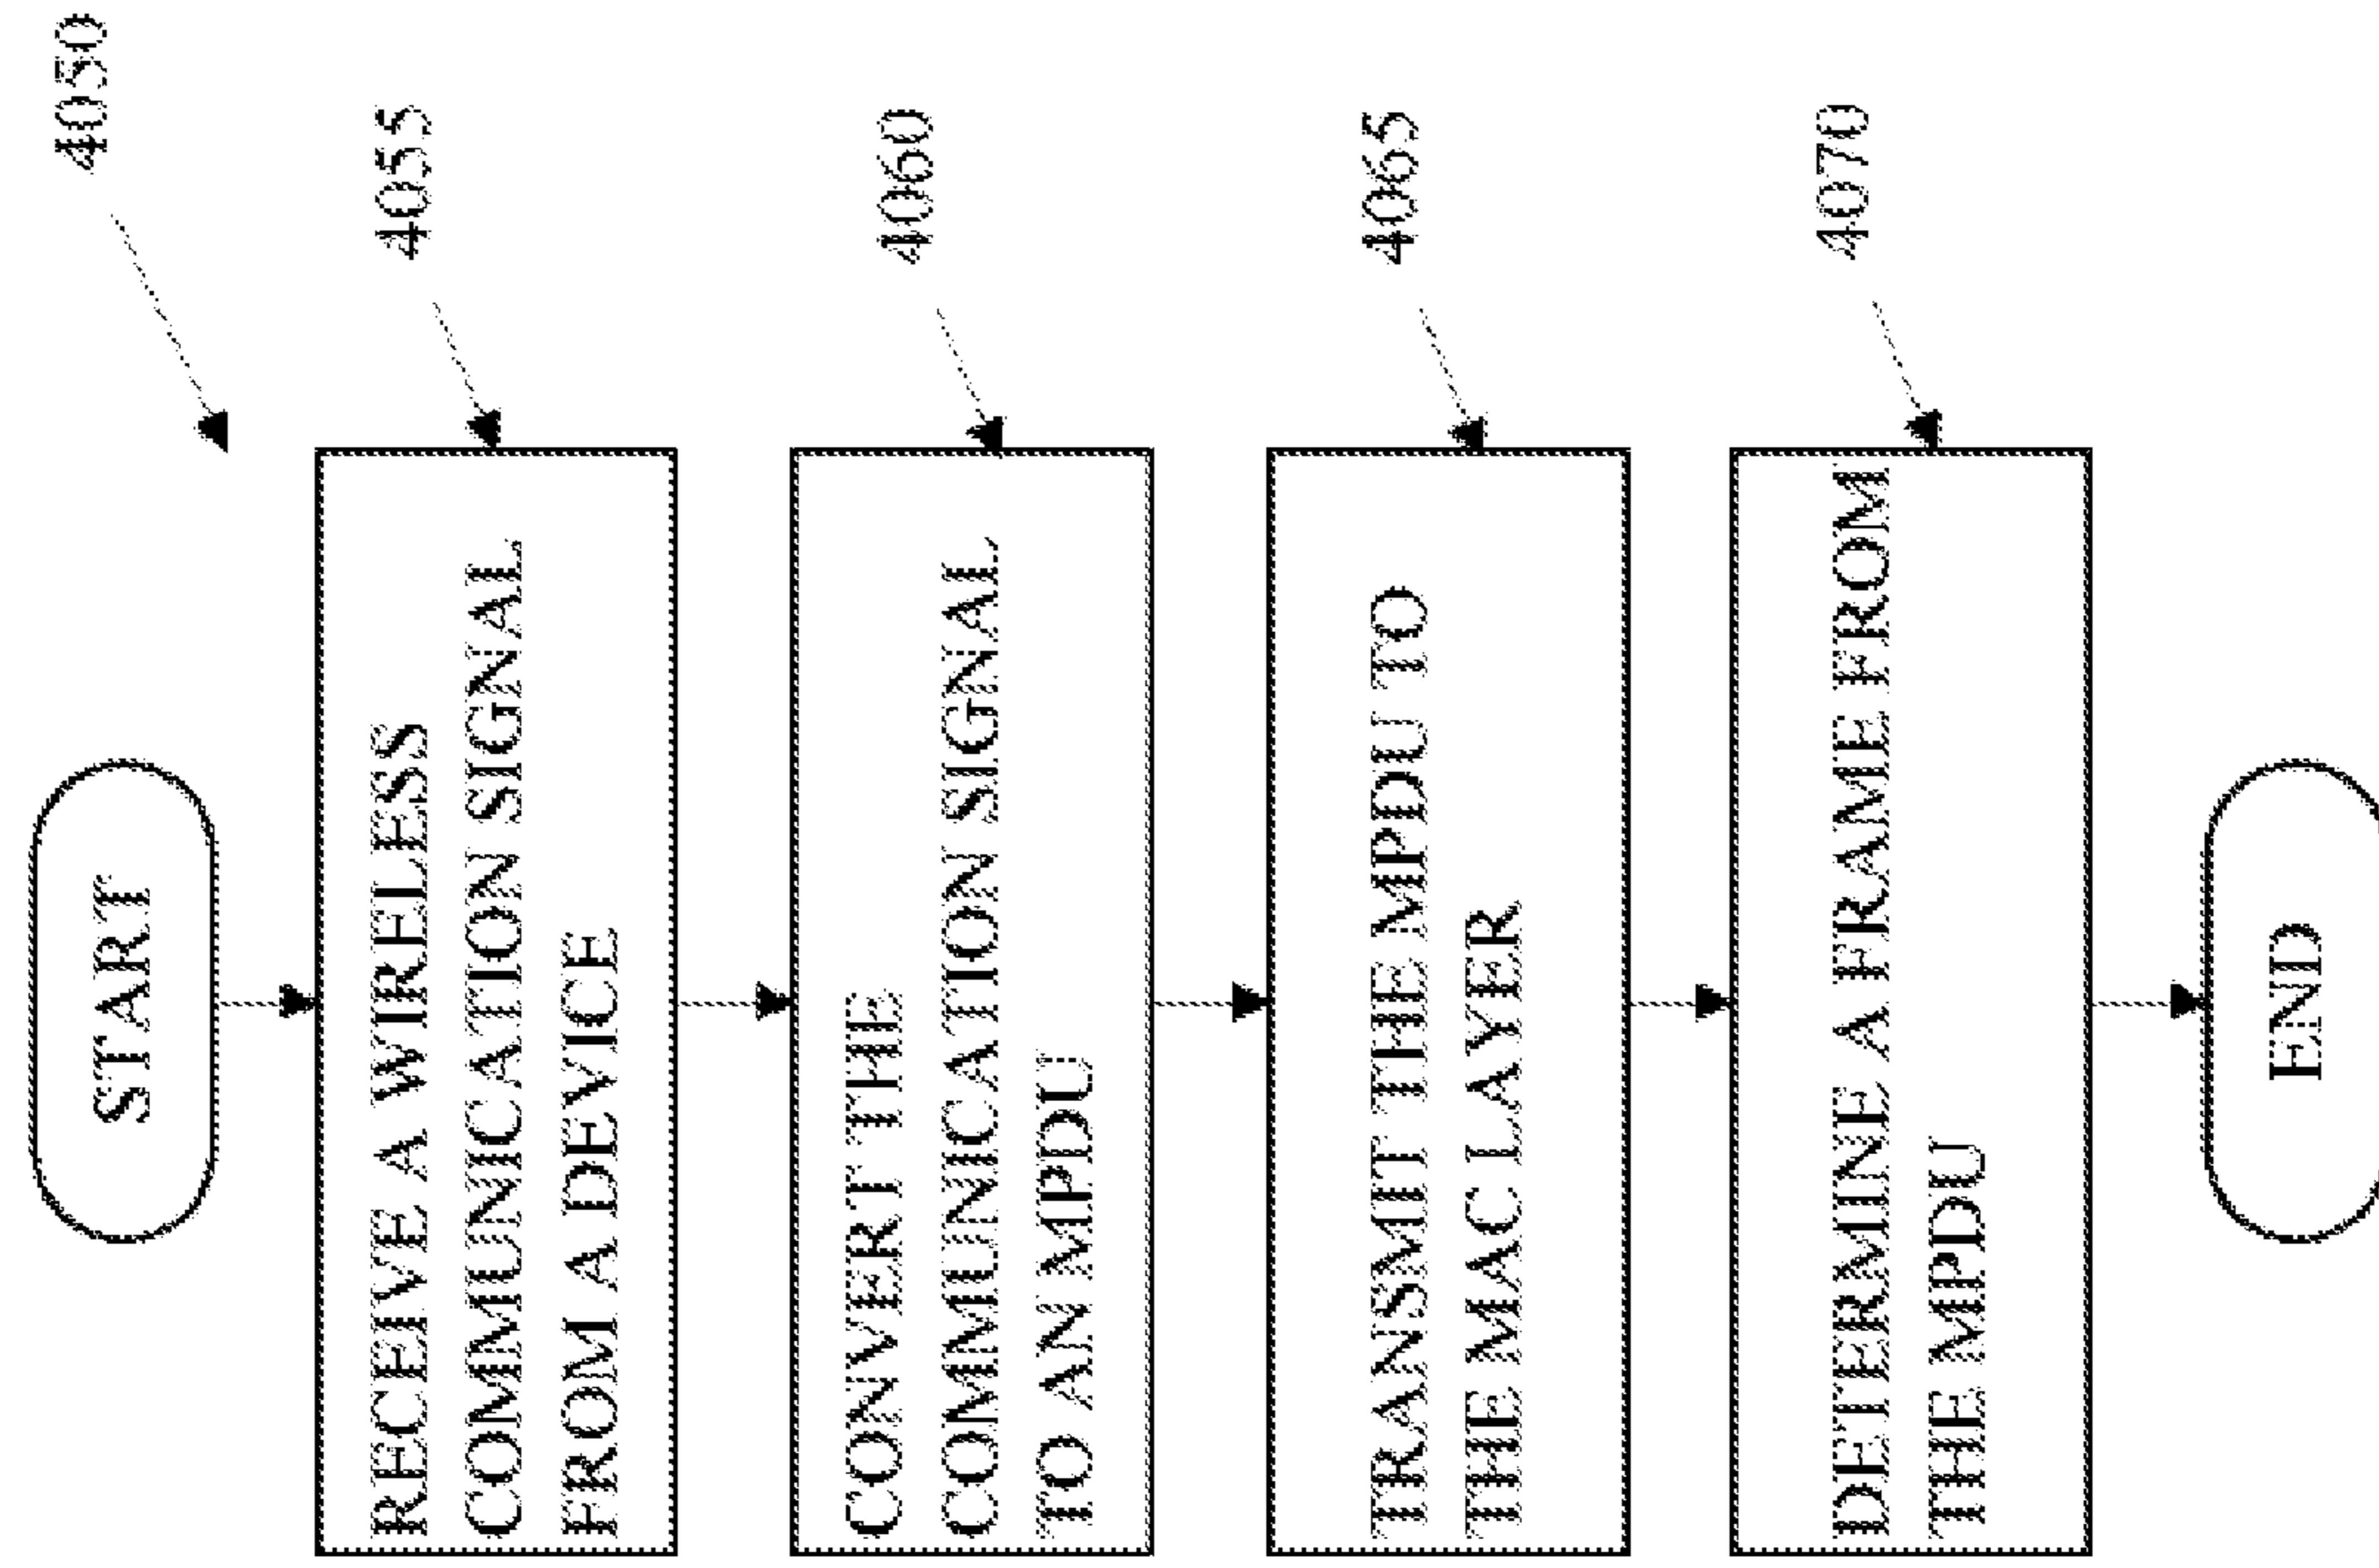 4050
START
RECEIVE A WIRELESS
COMMUNICATION SIGNAL
FROM A DEVICE
4055
CONVERT THE
COMMUNICATION SIGNAL
TO AN MPDU
4060
TRANSMIT THE MPDU TO
THE MAC LAYER
4065
DETERMINE A FRAME FROM
THE MPDU
4070
END